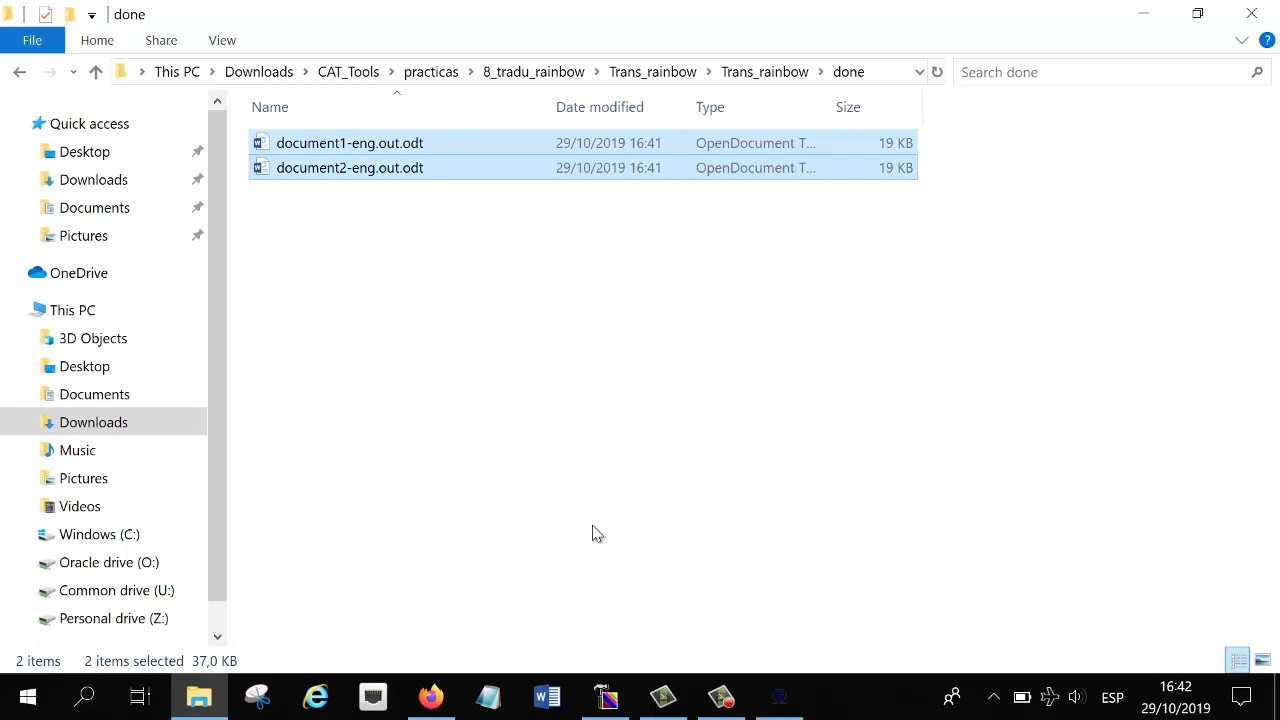 done
File Home Share View
This PC Downloads CAT_Tools practicas 8_tradu_rainbow Trans_rainbow Trans_rainbow done Search done
Name Date modified Type Size
document1-eng.out.odt 29/10/2019 16:41 OpenDocument T... 19 KB
document2-eng.out.odt 29/10/2019 16:41 OpenDocument T... 19 KB
Quick access
Desktop
Downloads
Documents
Pictures
OneDrive
This PC
3D Objects
Desktop
Documents
Downloads
Music
Pictures
Videos
Windows (C:)
Oracle drive (O:)
Common drive (U:)
Personal drive (Z:)
2 items 2 items selected 37,0 KB
ESP 16:42
29/10/2019